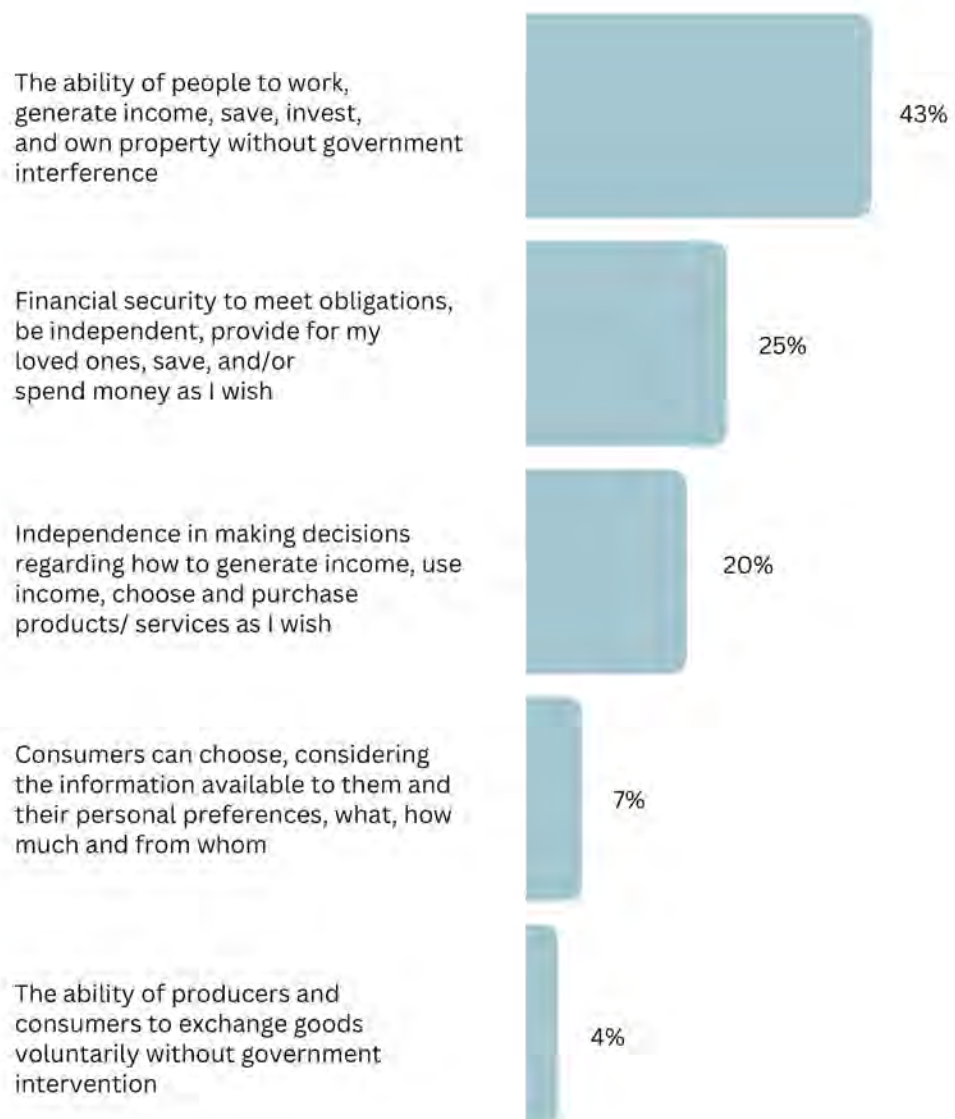 The ability of people to work,
generate income, save, invest,
and own property without government
interference
43%
Financial security to meet obligations,
be independent, provide for my
loved ones, save, and/or
spend money as I wish
25%
Independence in making decisions
regarding how to generate income, use
income, choose and purchase
products/ services as I wish
20%
Consumers can choose, considering
the information available to them and
their personal preferences, what, how
much and from whom
7%
The ability of producers and
consumers to exchange goods
voluntarily without government
intervention
4%